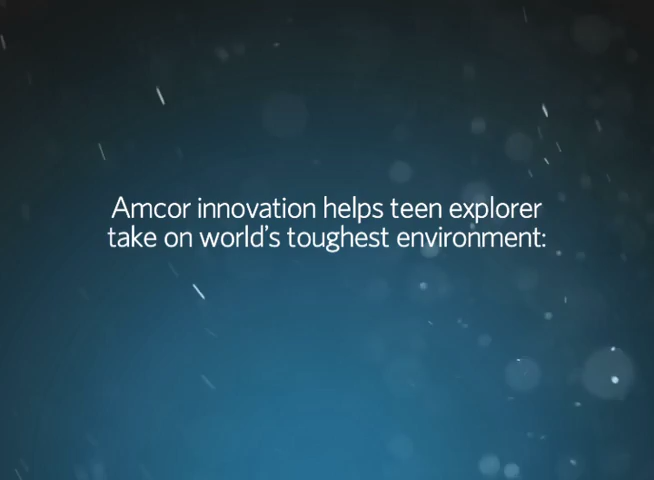 Amcor innovation helps teen explorer
take on world’s toughest environment: